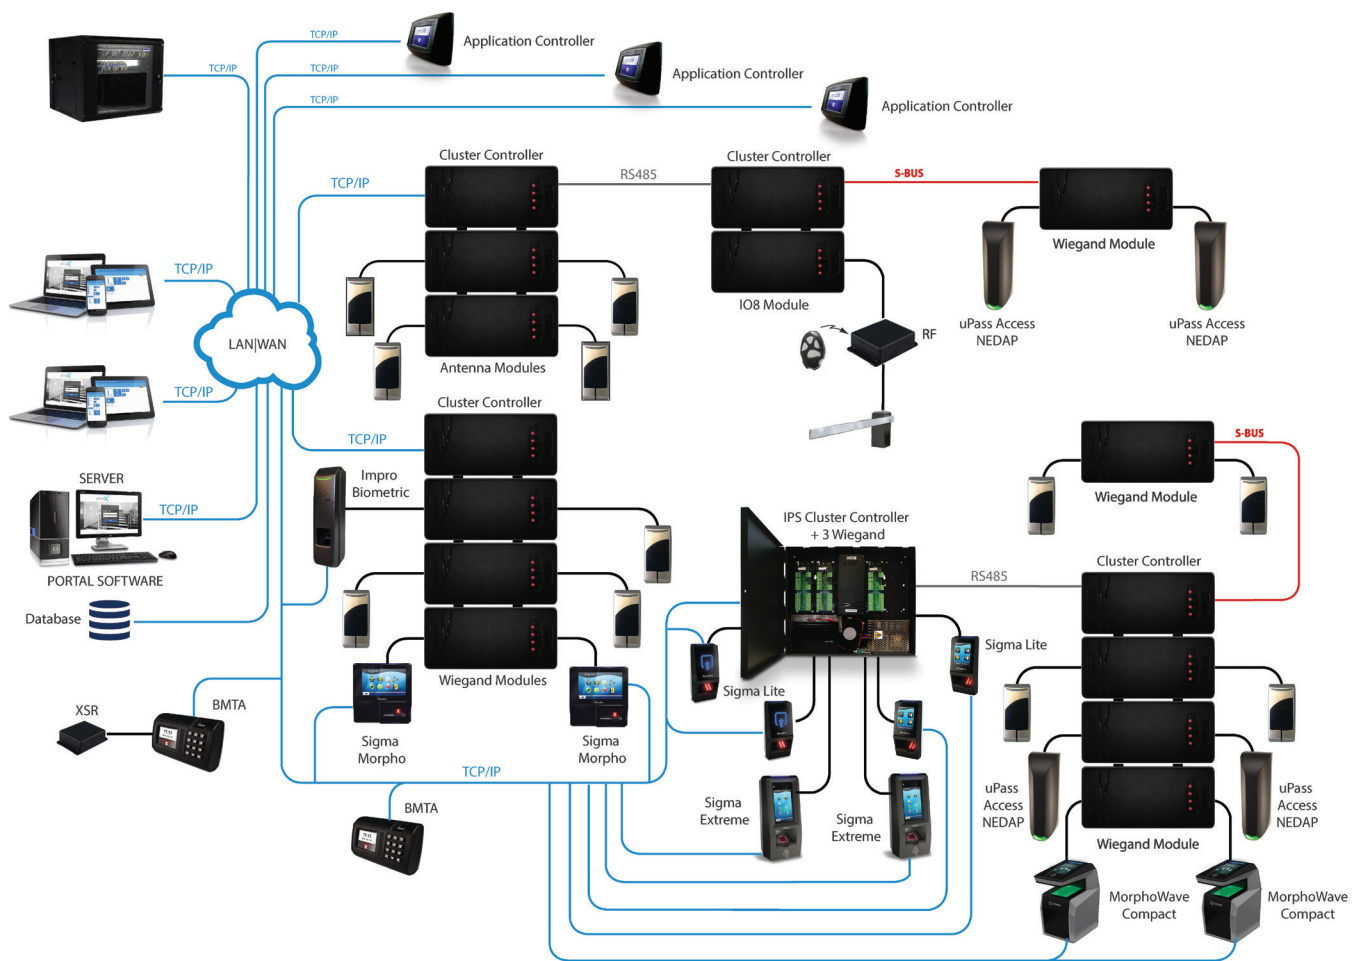 TCP/IP
Application Controller
TCP/IP
TCP/IP
Application Controller
TCP/IP
Application Controller
Cluster Controller
Cluster Controller
TCP/IP
RS485
S-BUS
Wiegand Module
TCP/IP
IO8 Module
uPass Access
NEDAP
uPass Access
NEDAP
RF
LAN|WAN
Antenna Modules
TCP/IP
Cluster Controller
TCP/IP
S-BUS
SERVER
Impro
Biometric
Wiegand Module
TCP/IP
IPS Cluster Controller
+ 3 Wiegand
PORTAL SOFTWARE
RS485
Cluster Controller
Database
Sigma Lite
Wiegand Modules
Sigma Lite
XSR
BMTA
Sigma
Morpho
Sigma
Morpho
TCP/IP
uPass
Access
NEDAP
uPass
Access
NEDAP
BMTA
Sigma
Extreme
Sigma
Extreme
Wiegand Module
MorphoWave
Compact
MorphoWave
Compact